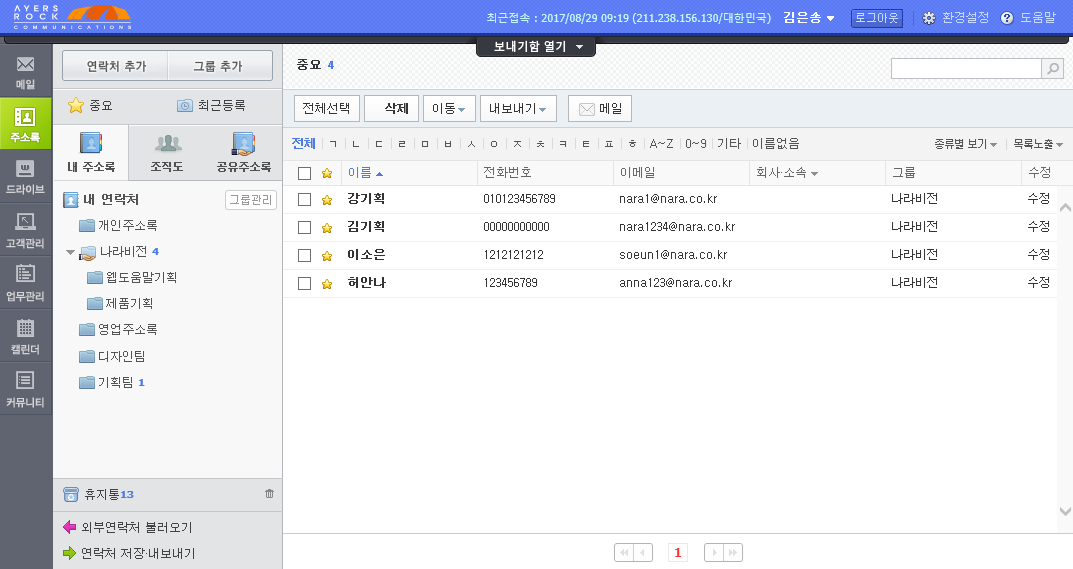 AYERS ROCK COMMUNICATIONS
최근접속 : 2017/08/29 09:19 (211.238.156.130/대한민국) 김은송 로그아웃 환경설정 도움말
보내기함 열기
메일
주소록
드라이브
고객관리
업무관리
캘린더
커뮤니티
연락처 추가 그룹 추가
중요 최근등록
내 주소록 조직도 공유주소록
내 연락처 그룹관리
개인주소록
나라비전 4
웹도움말기획
제품기획
영업주소록
디자인팀
기획팀 1
휴지통13
외부연락처 불러오기
연락처 저장·내보내기
중요 4
전체선택 삭제 이동 내보내기 메일
전체 ㄱ ㄴ ㄷ ㄹ ㅁ ㅂ ㅅ ㅇ ㅈ ㅊ ㅋ ㅌ ㅍ ㅎ A~Z 0~9 기타 이름없음 종류별 보기 목록노출
이름 전화번호 이메일 회사·소속 그룹 수정
강기획 010123456789 nara1@nara.co.kr 나라비전 수정
김기획 00000000000 nara1234@nara.co.kr 나라비전 수정
이소은 1212121212 soeun1@nara.co.kr 나라비전 수정
허안나 123456789 anna123@nara.co.kr 나라비전 수정
1